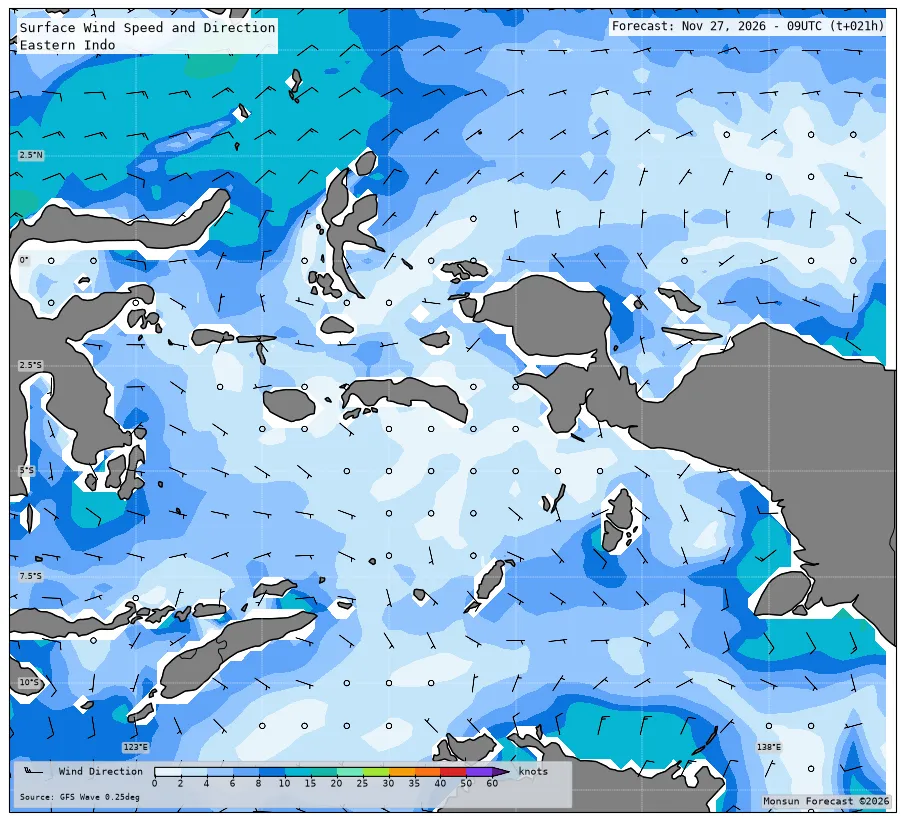 Surface Wind Speed and Direction
Eastern Indo
Forecast: Nov 27, 2026 - 09UTC (t+021h)
2.5°N
0°
2.5°S
5°S
7.5°S
10°S
123°E
138°E
Wind Direction
0 2 4 6 8 10 15 20 25 30 35 40 50 60
knots
Source: GFS Wave 0.25deg
Monsun Forecast ©2026